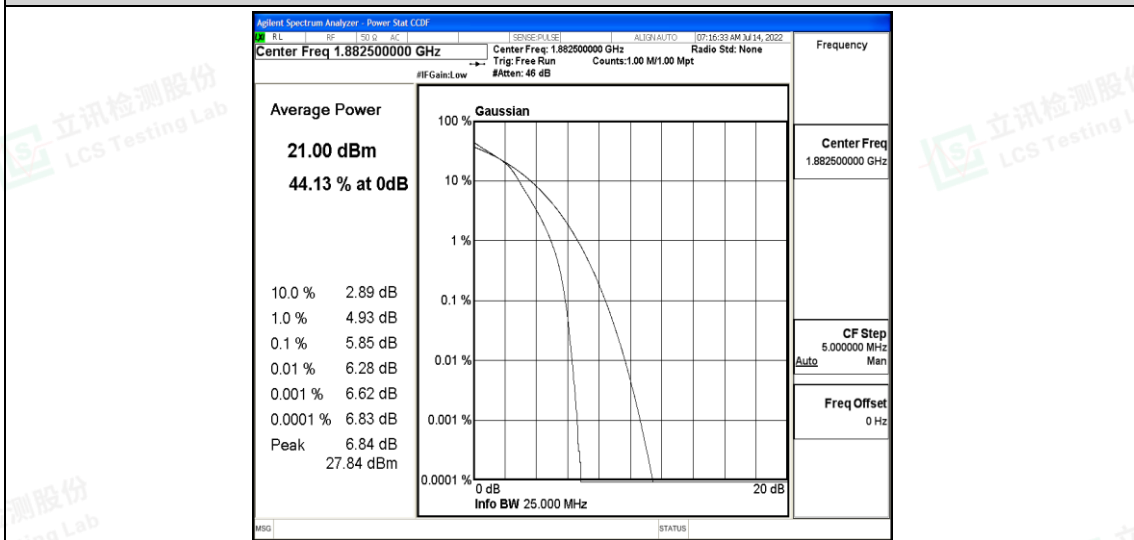 Agilent Spectrum Analyzer - Power Stat CCDF
RL RF 50 Ω AC SENSE:PULSE ALIGN AUTO 07:16:33 AM Jul 14, 2022
Center Freq 1.882500000 GHz
Center Freq: 1.882500000 GHz Radio Std: None
Trig: Free Run Counts:1.00 M/1.00 Mpt
#IFGain:Low #Atten: 46 dB
Frequency
Average Power
21.00 dBm
44.13 % at 0dB
10.0 % 2.89 dB
1.0 % 4.93 dB
0.1 % 5.85 dB
0.01 % 6.28 dB
0.001 % 6.62 dB
0.0001 % 6.83 dB
Peak 6.84 dB
27.84 dBm
Gaussian
100 %
10 %
1 %
0.1 %
0.01 %
0.001 %
0.0001 %
0 dB 20 dB
Info BW 25.000 MHz
Center Freq
1.882500000 GHz
CF Step
5.000000 MHz
Auto Man
Freq Offset
0 Hz
MSG STATUS
立讯检测股份
LCS Testing Lab
立讯检测股
LCS Testing L
测股份
ng Lab